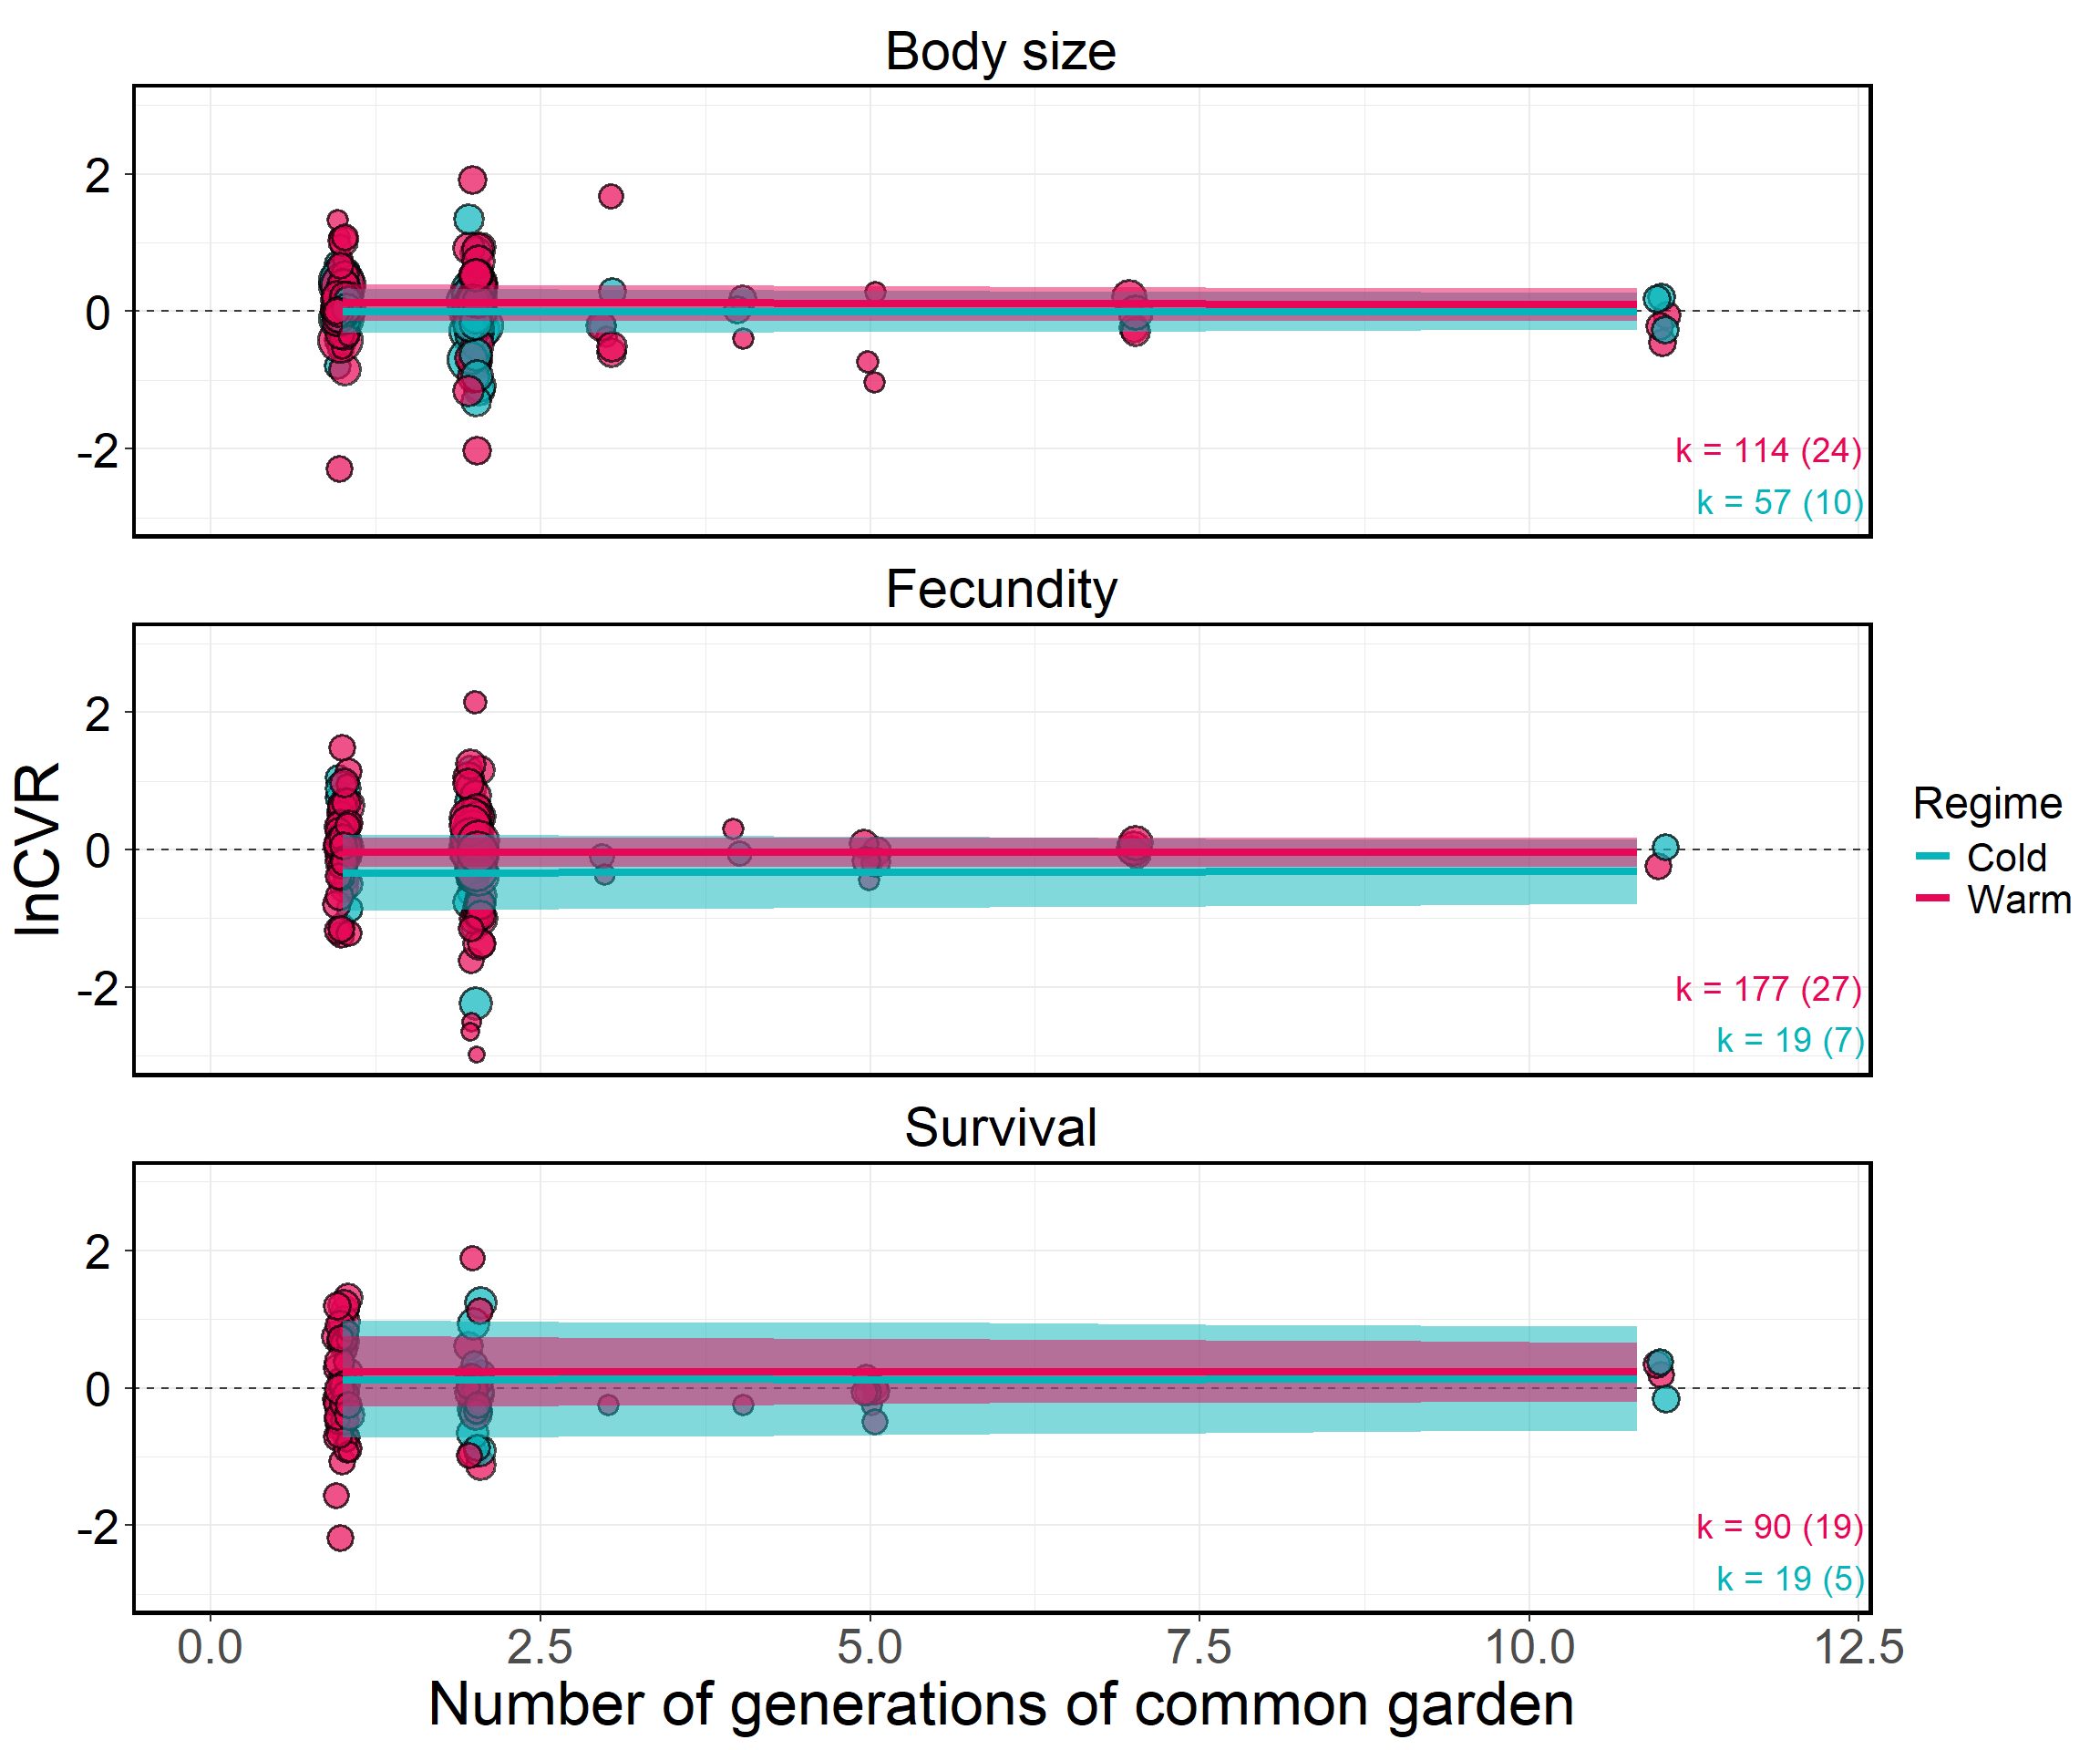 Body size
2
0
-2
k = 114 (24)
k = 57 (10)
Fecundity
2
0
-2
k = 177 (27)
k = 19 (7)
lnCVR
Regime
Cold
Warm
Survival
2
0
-2
k = 90 (19)
k = 19 (5)
0.0 2.5 5.0 7.5 10.0 12.5
Number of generations of common garden